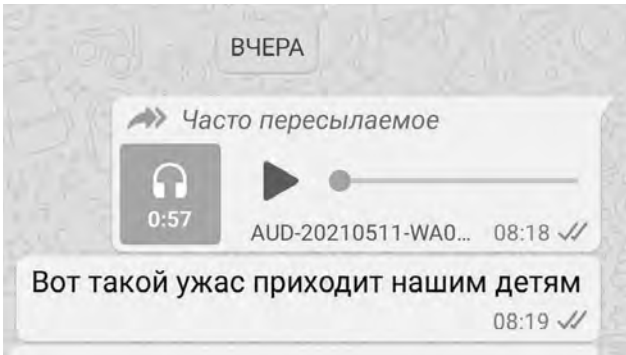 ВЧЕРА
Часто пересылаемое
0:57
AUD-20210511-WA0... 08:18
Вот такой ужас приходит нашим детям
08:19